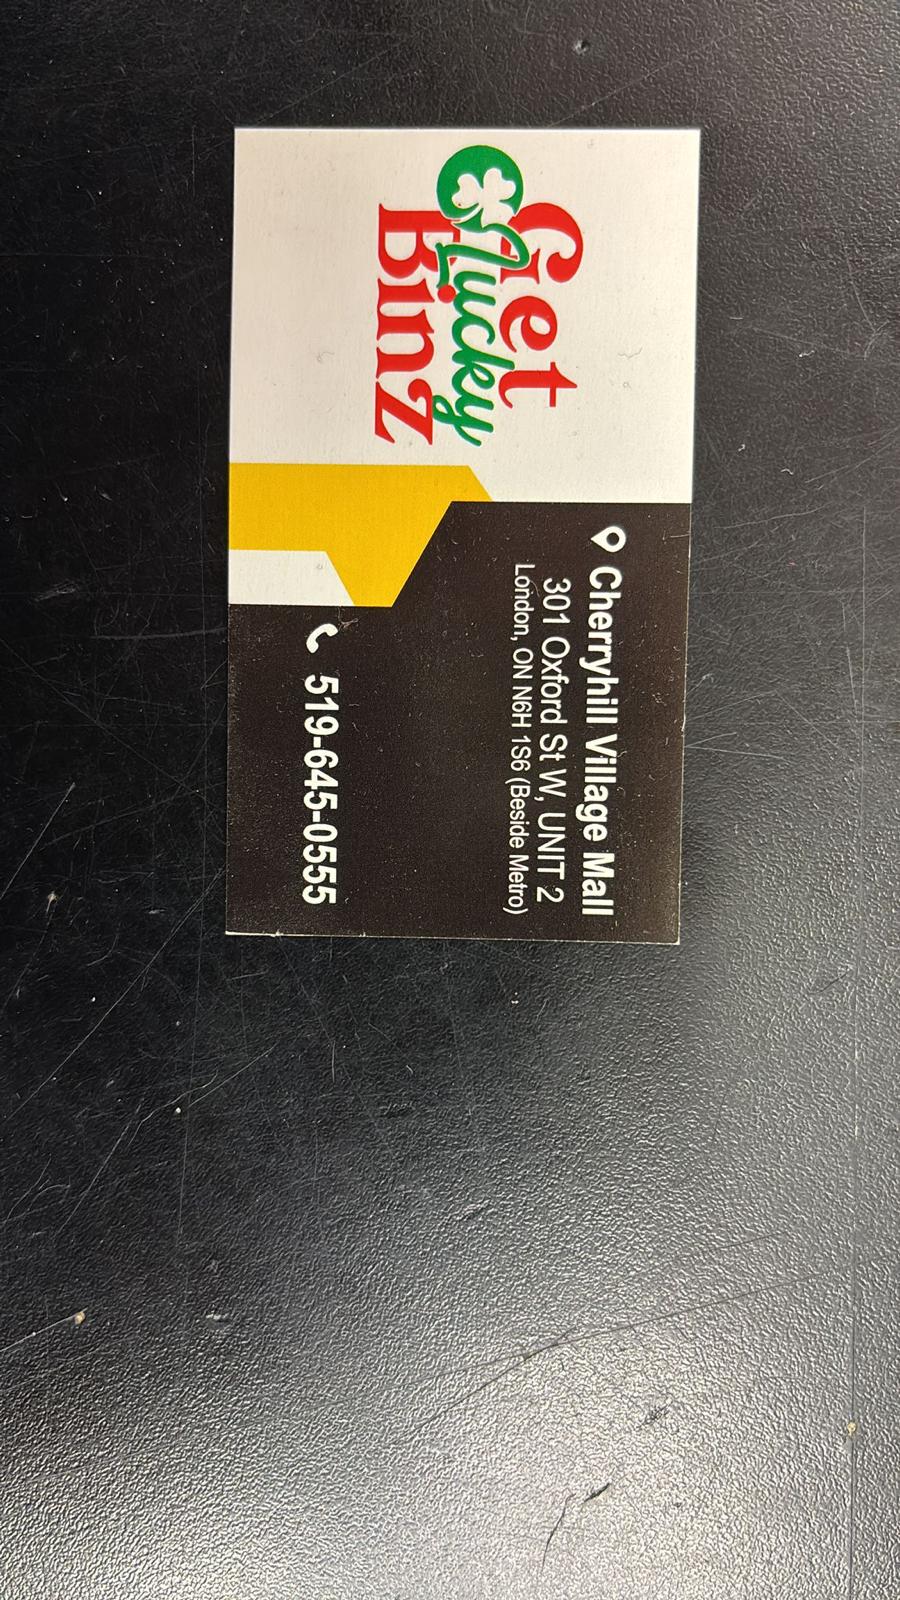 Get
Lucky
Binz
Cherryhill Village Mall
301 Oxford St W, UNIT 2
London, ON N6H 1S6 (Beside Metro)
519-645-0555